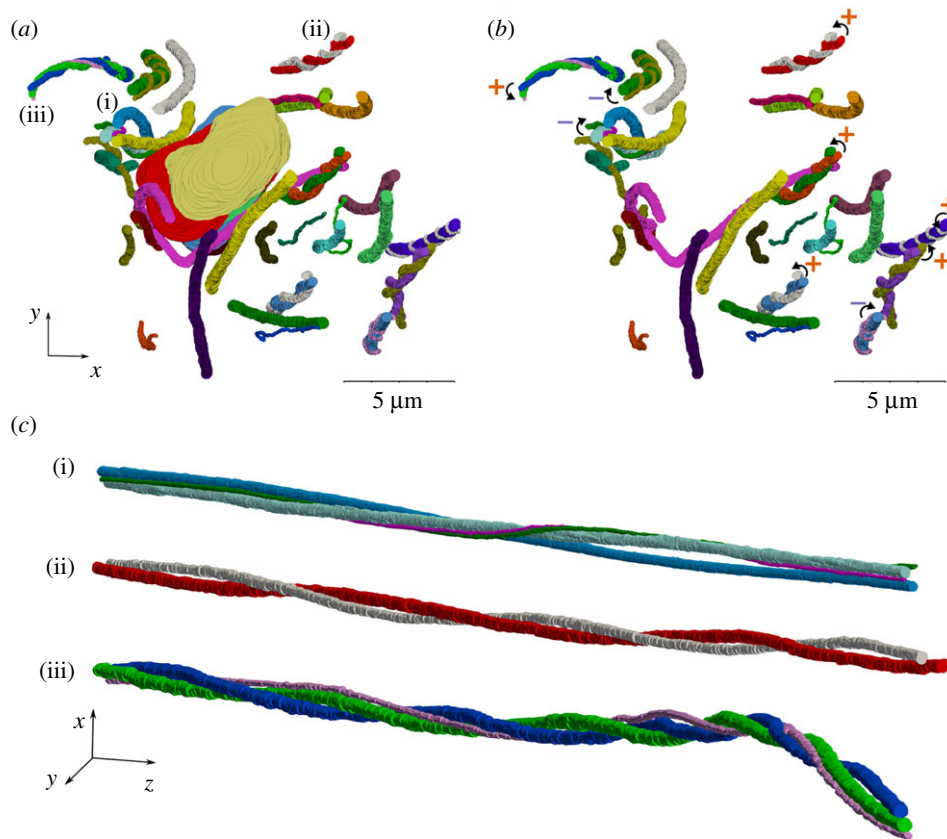 (a)
(ii)
(iii)
(i)
y
x
5 μm
(b)
+
+
−
−
+
+
+
+
−
5 μm
(c)
(i)
(ii)
(iii)
x
y
z